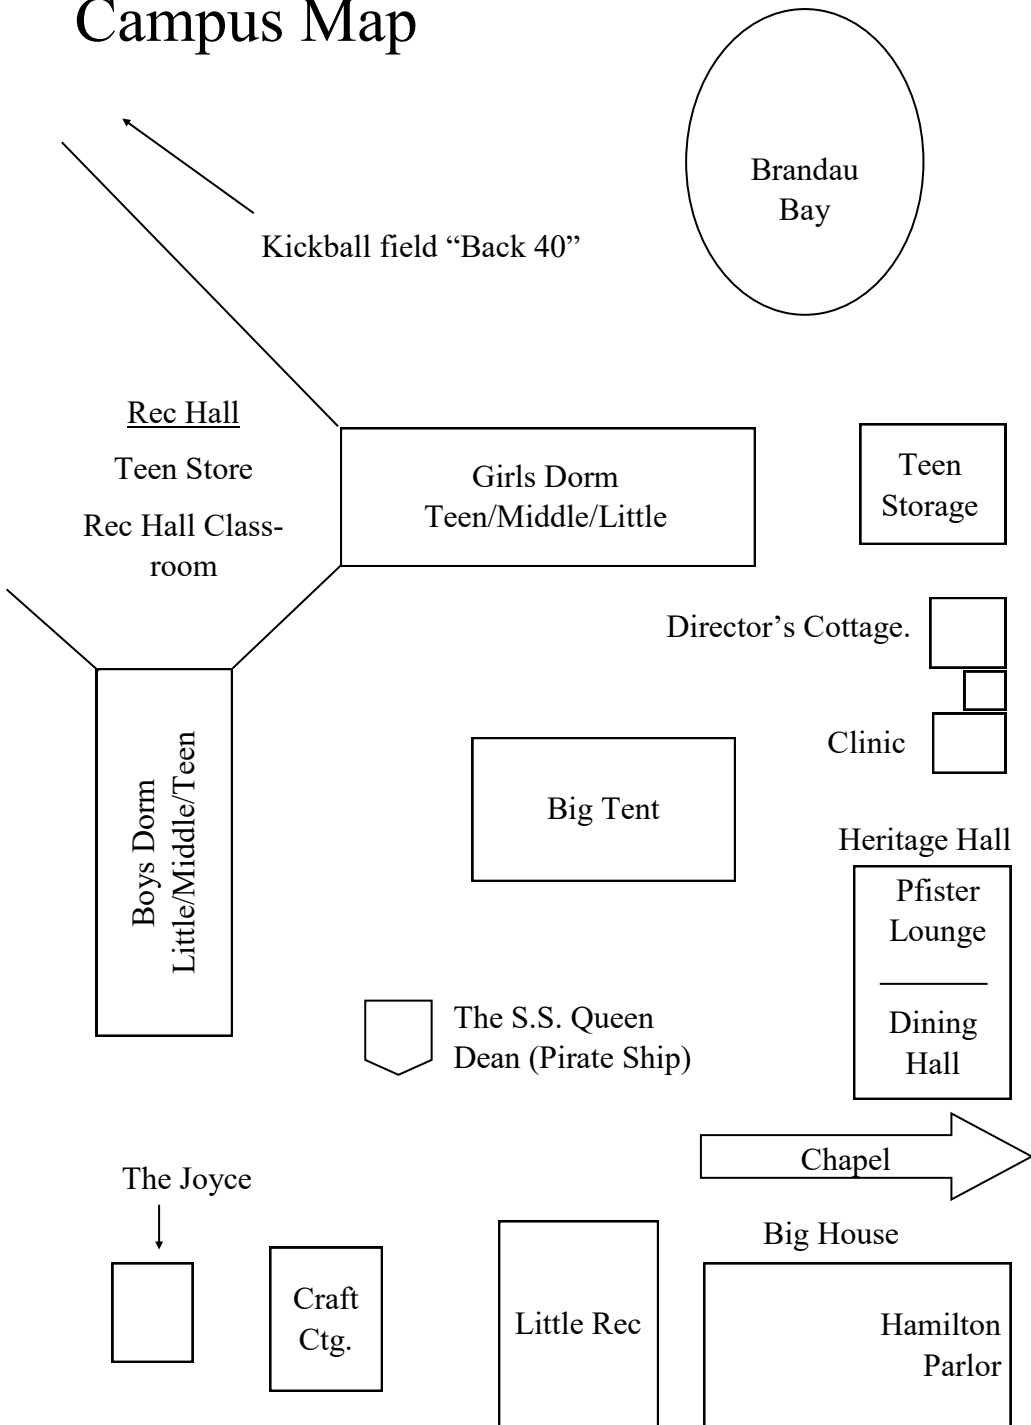 Campus Map
Brandau
Bay
Kickball field “Back 40”
Rec Hall
Teen Store
Rec Hall Class-
room
Girls Dorm
Teen/Middle/Little
Teen
Storage
Director’s Cottage.
Clinic
Boys Dorm
Little/Middle/Teen
Big Tent
Heritage Hall
Pfister
Lounge
Dining
Hall
The S.S. Queen
Dean (Pirate Ship)
Chapel
The Joyce
Craft
Ctg.
Little Rec
Big House
Hamilton
Parlor